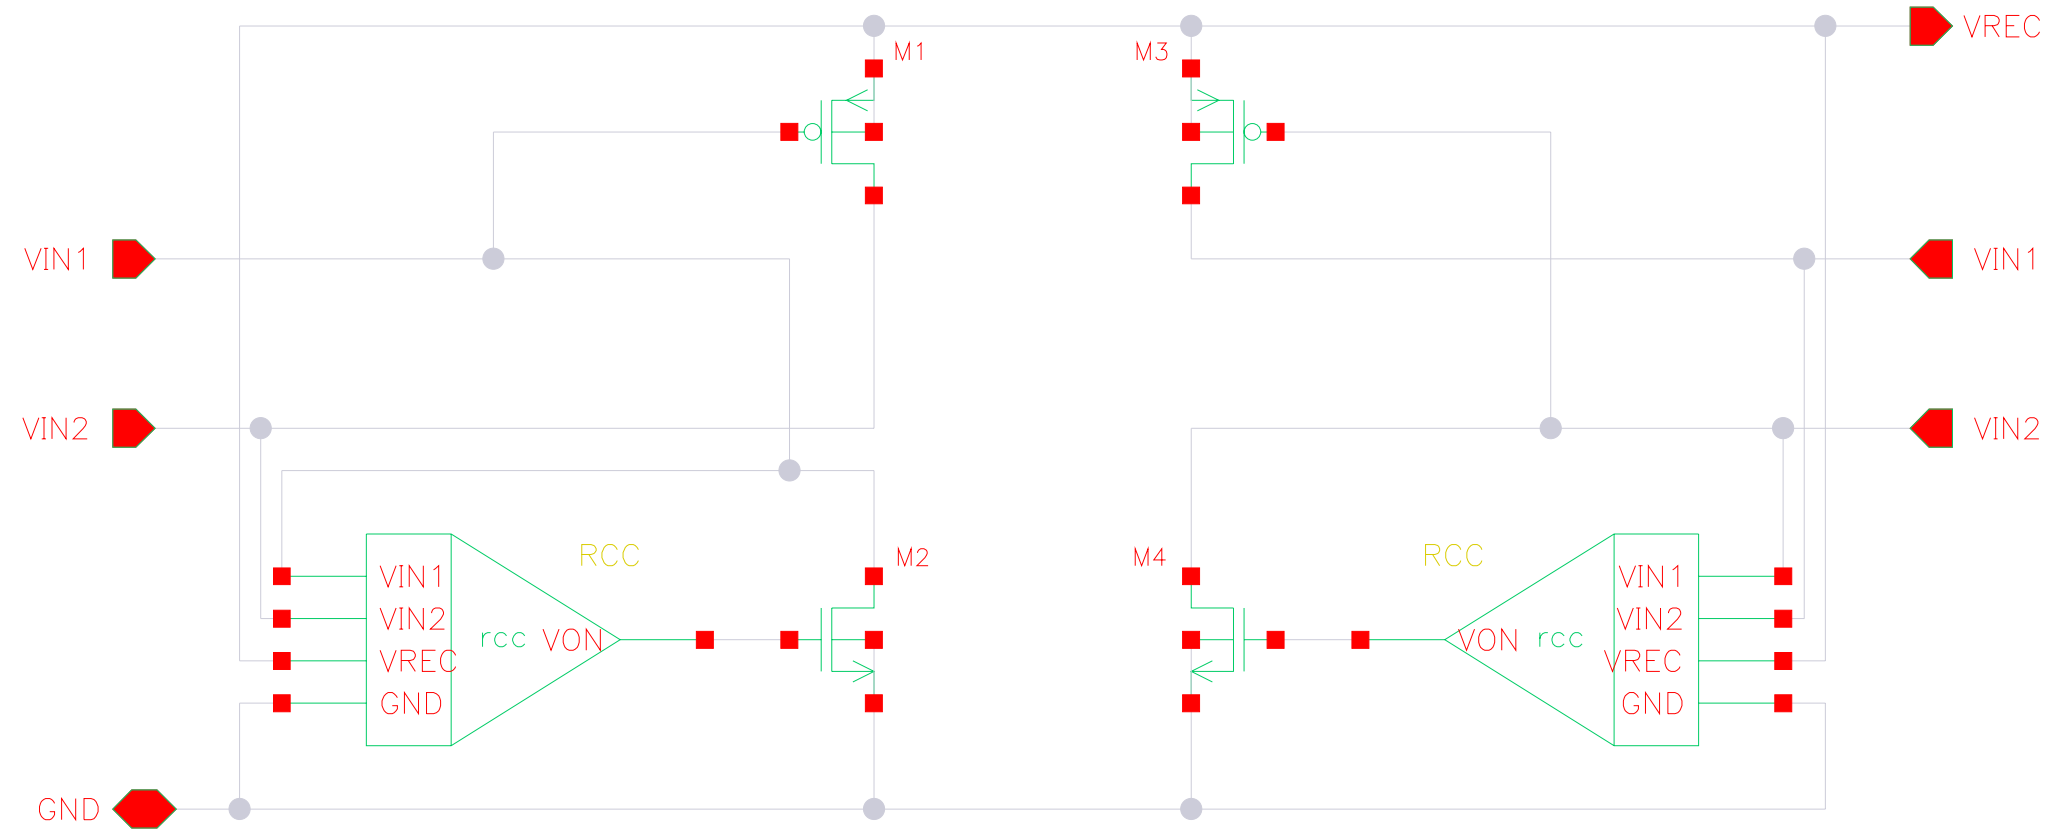 VREC
M1
M3
VIN1
VIN1
VIN2
VIN2
RCC
M2
M4
RCC
VIN1
VIN2
VREC
GND
rcc
VON
VON
rcc
VIN1
VIN2
VREC
GND
GND